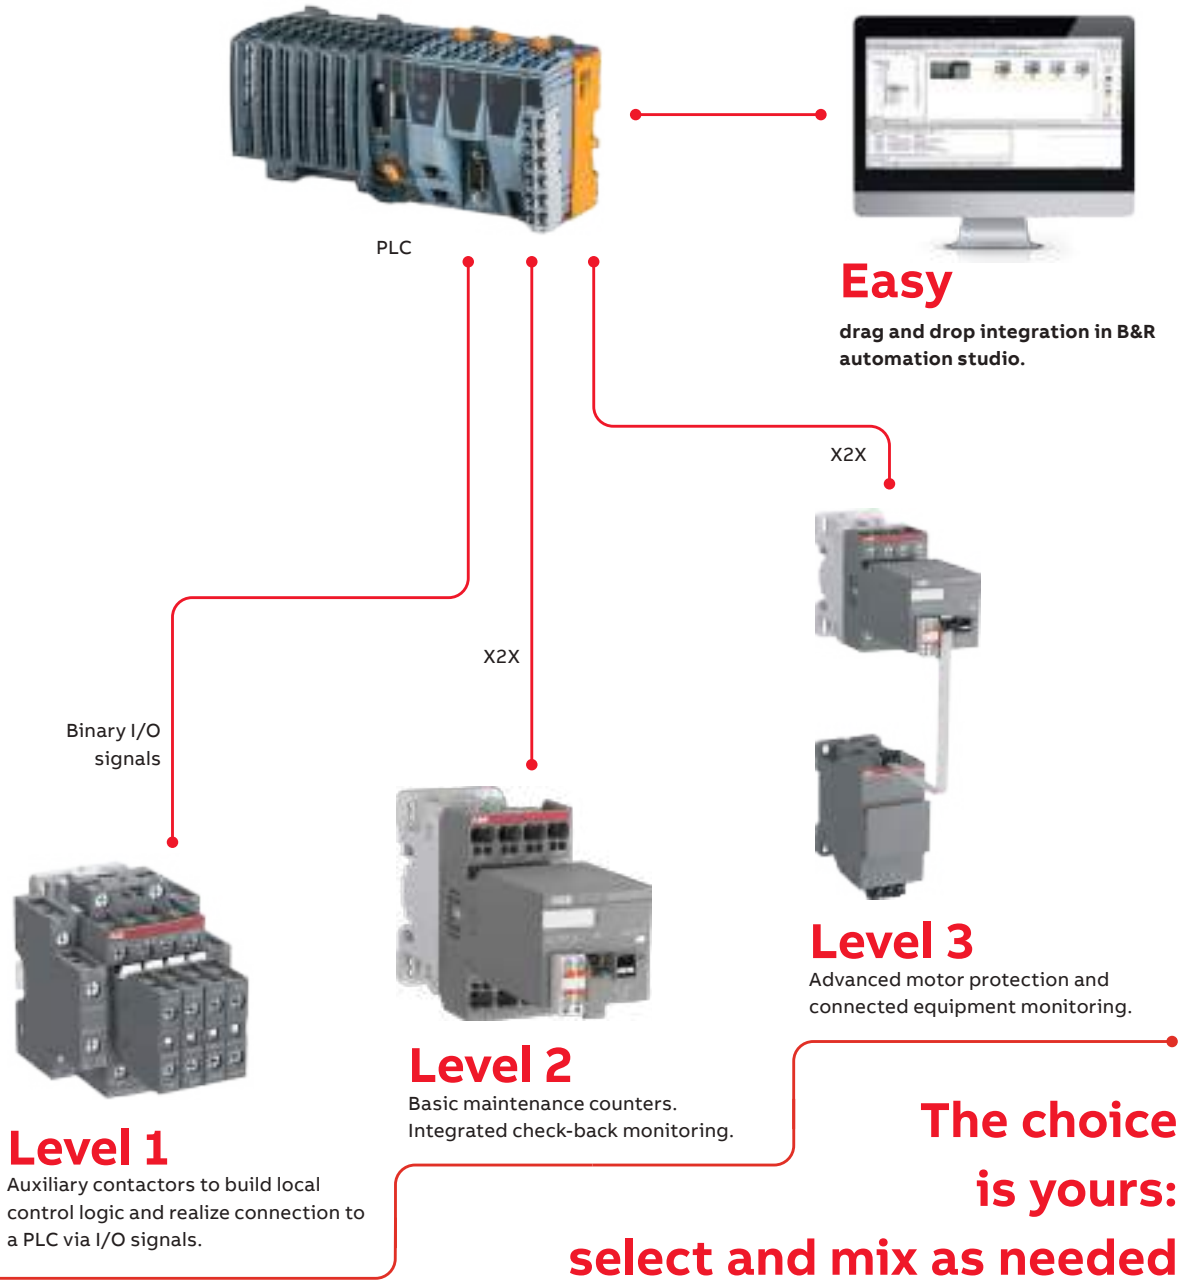 PLC
Easy
drag and drop integration in B&R
automation studio.
X2X
X2X
Binary I/O
signals
Level 3
Advanced motor protection and
connected equipment monitoring.
Level 2
Basic maintenance counters.
Integrated check-back monitoring.
Level 1
Auxiliary contactors to build local
control logic and realize connection to
a PLC via I/O signals.
The choice
is yours:
select and mix as needed